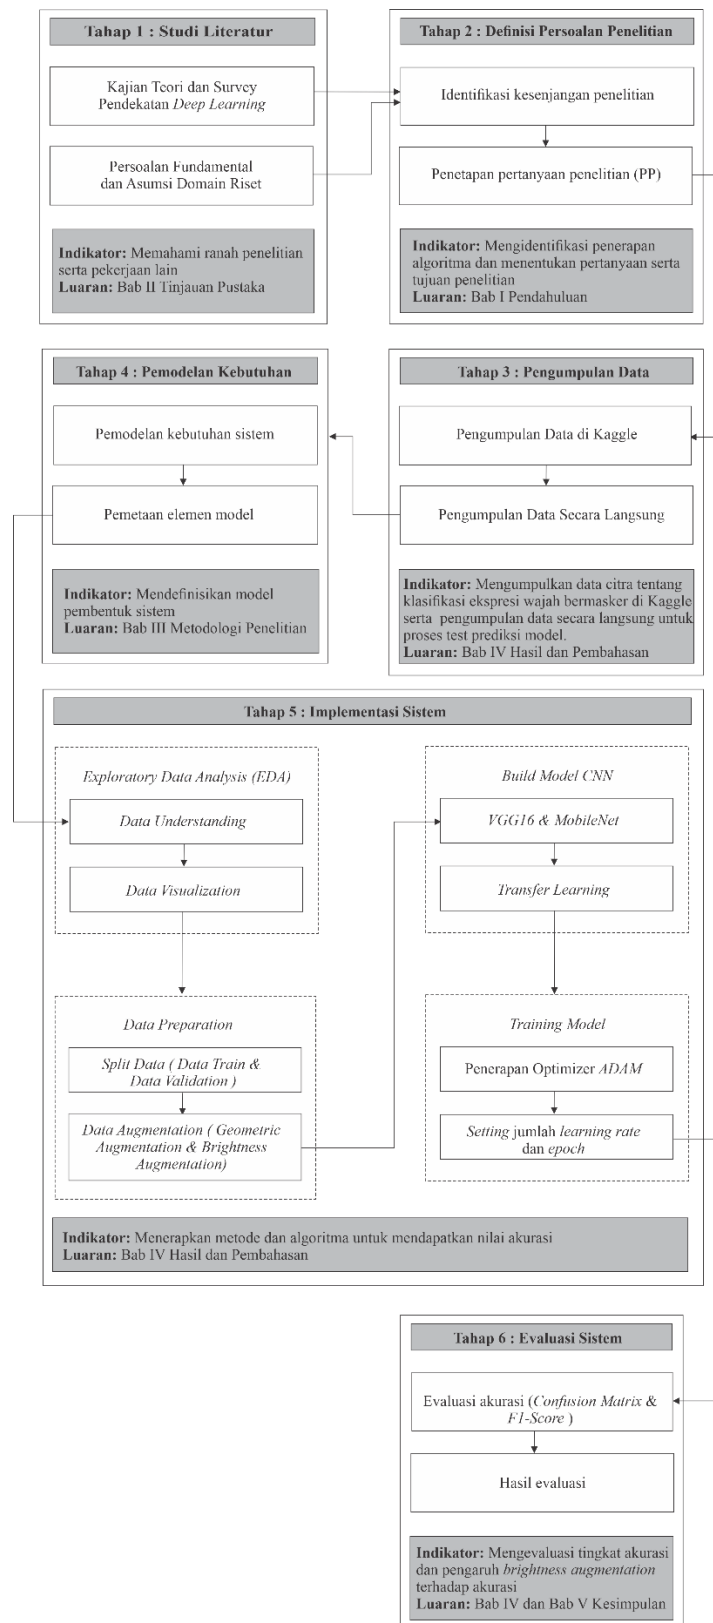 Tahap 1 : Studi Literatur
Kajian Teori dan Survey
Pendekatan Deep Learning
Persoalan Fundamental
dan Asumsi Domain Riset
Indikator: Memahami ranah penelitian
serta pekerjaan lain
Luaran: Bab II Tinjauan Pustaka
Tahap 2 : Definisi Persoalan Penelitian
Identifikasi kesenjangan penelitian
Penetapan pertanyaan penelitian (PP)
Indikator: Mengidentifikasi penerapan
algoritma dan menentukan pertanyaan serta
tujuan penelitian
Luaran: Bab I Pendahuluan
Tahap 3 : Pengumpulan Data
Pengumpulan Data di Kaggle
Pengumpulan Data Secara Langsung
Indikator: Mengumpulkan data citra tentang
klasifikasi ekspresi wajah bermasker di Kaggle
serta pengumpulan data secara langsung untuk
proses test prediksi model.
Luaran: Bab IV Hasil dan Pembahasan
Tahap 4 : Pemodelan Kebutuhan
Pemodelan kebutuhan sistem
Pemetaan elemen model
Indikator: Mendefinisikan model
pembentuk sistem
Luaran: Bab III Metodologi Penelitian
Tahap 5 : Implementasi Sistem
Exploratory Data Analysis (EDA)
Data Understanding
Data Visualization
Data Preparation
Split Data ( Data Train &
Data Validation )
Data Augmentation ( Geometric
Augmentation & Brightness
Augmentation)
Build Model CNN
VGG16 & MobileNet
Transfer Learning
Training Model
Penerapan Optimizer ADAM
Setting jumlah learning rate
dan epoch
Indikator: Menerapkan metode dan algoritma untuk mendapatkan nilai akurasi
Luaran: Bab IV Hasil dan Pembahasan
Tahap 6 : Evaluasi Sistem
Evaluasi akurasi (Confusion Matrix &
F1-Score )
Hasil evaluasi
Indikator: Mengevaluasi tingkat akurasi
dan pengaruh brightness augmentation
terhadap akurasi
Luaran: Bab IV dan Bab V Kesimpulan